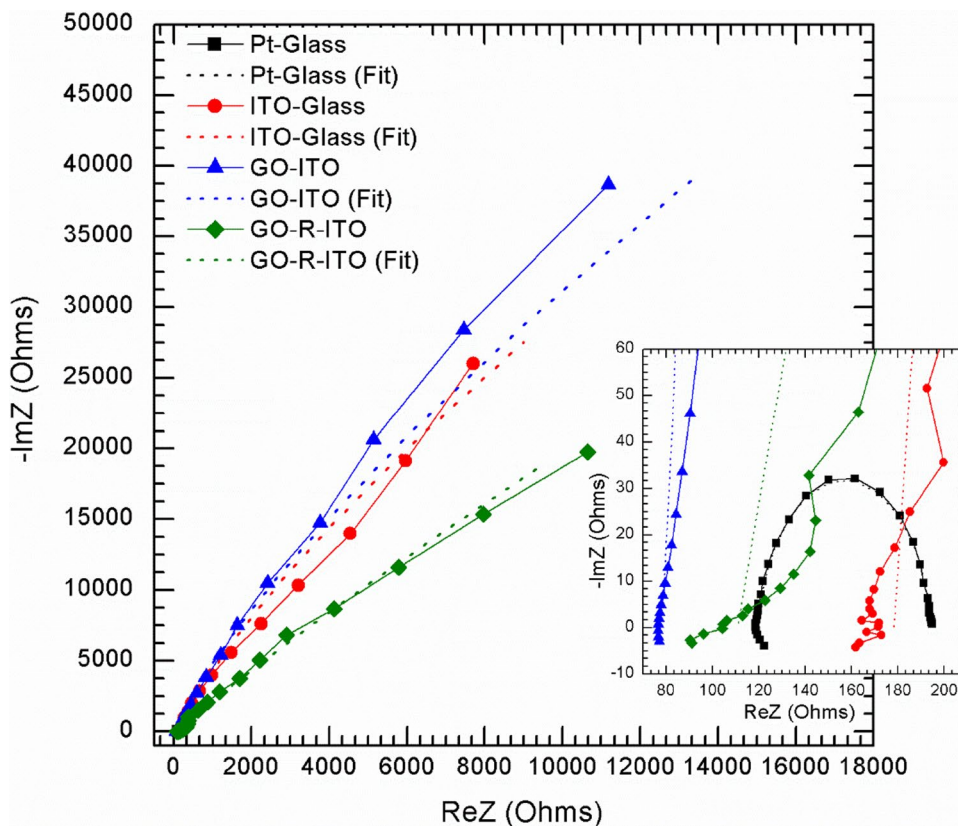 50000
45000
40000
35000
30000
25000
20000
15000
10000
5000
0
-ImZ (Ohms)
Pt-Glass
Pt-Glass (Fit)
ITO-Glass
ITO-Glass (Fit)
GO-ITO
GO-ITO (Fit)
GO-R-ITO
GO-R-ITO (Fit)
0 2000 4000 6000 8000 10000 12000 14000 16000 18000
ReZ (Ohms)
60
50
40
30
20
10
0
-10
-ImZ (Ohms)
80 100 120 140 160 180 200
ReZ (Ohms)